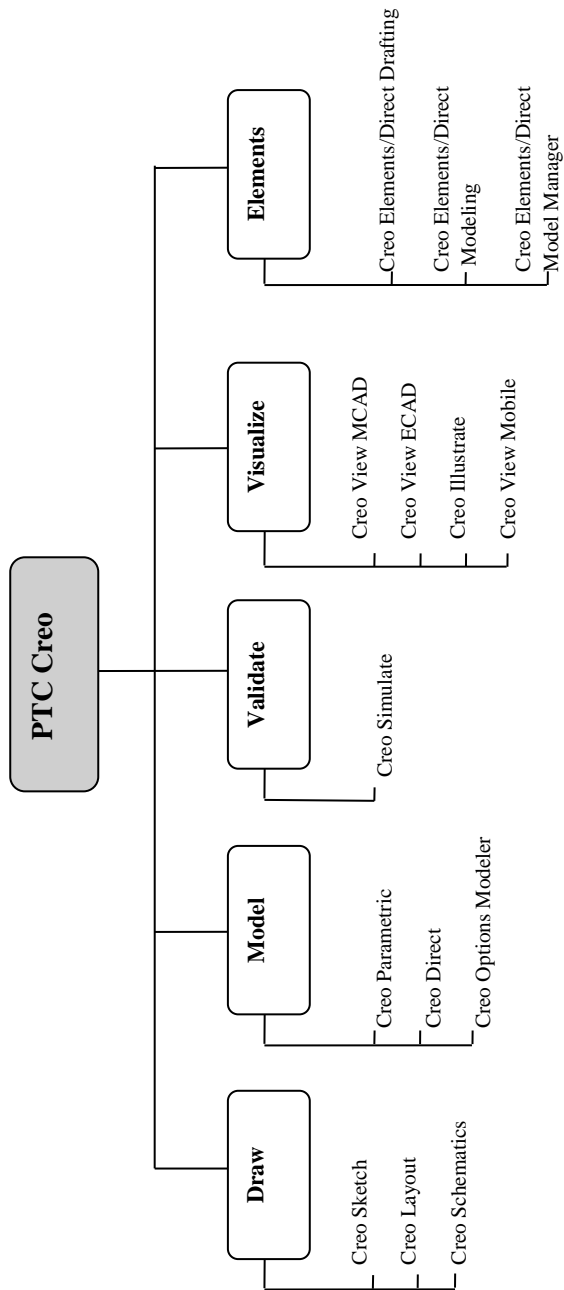 PTC Creo
Draw
Creo Sketch
Creo Layout
Creo Schematics
Model
Creo Parametric
Creo Direct
Creo Options Modeler
Validate
Creo Simulate
Visualize
Creo View MCAD
Creo View ECAD
Creo Illustrate
Creo View Mobile
Elements
Creo Elements/Direct Drafting
Creo Elements/Direct
Modeling
Creo Elements/Direct
Model Manager